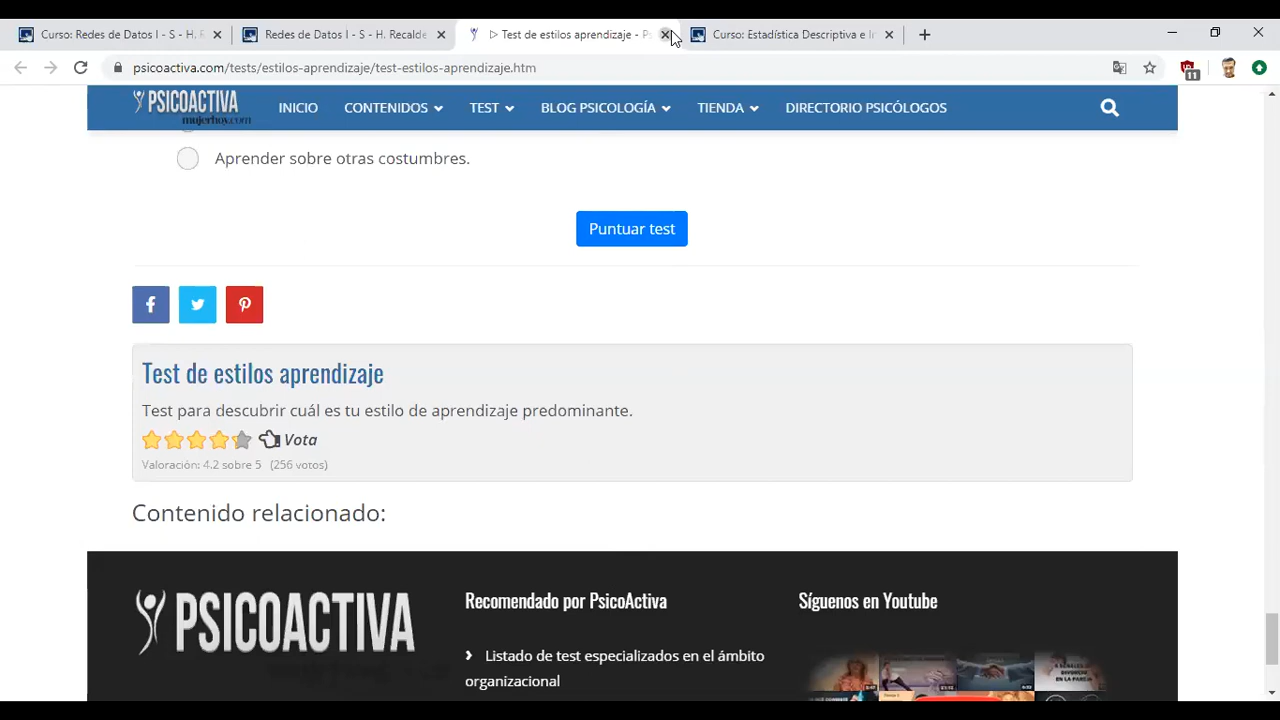 Curso: Redes de Datos I - S - H. R
Redes de Datos I - S - H. Recaldé
▷ Test de estilos aprendizaje - P
Curso: Estadística Descriptiva e In
psicoactiva.com/tests/estilos-aprendizaje/test-estilos-aprendizaje.htm
11
PSICOACTIVA
mujerhoy.com
INICIO
CONTENIDOS
TEST
BLOG PSICOLOGÍA
TIENDA
DIRECTORIO PSICÓLOGOS
Aprender sobre otras costumbres.
Puntuar test
Test de estilos aprendizaje
Test para descubrir cuál es tu estilo de aprendizaje predominante.
Vota
Valoración: 4.2 sobre 5 (256 votos)
Contenido relacionado:
PSICOACTIVA
Recomendado por PsicoActiva
Síguenos en Youtube
Listado de test especializados en el ámbito
organizacional